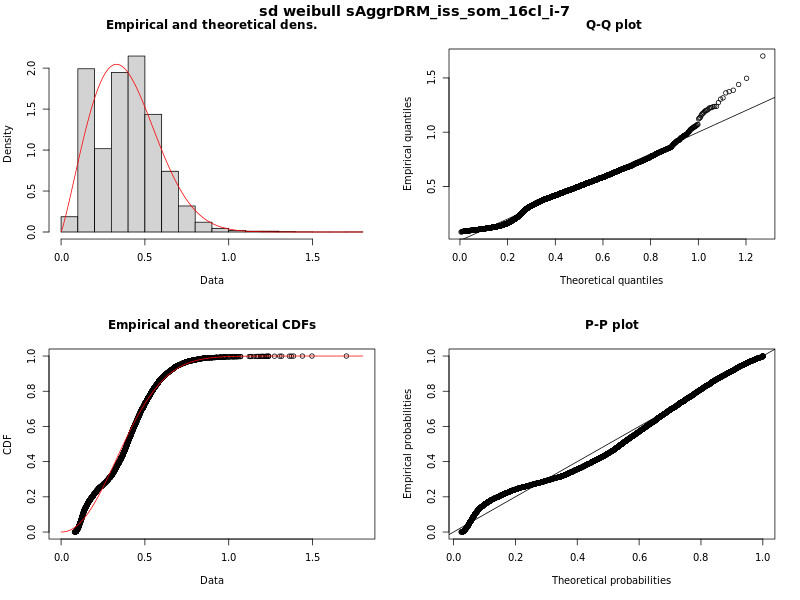 sd weibull sAggrDRM_iss_som_16cl_i-7
Empirical and theoretical dens.
Density
0.0 0.5 1.0 1.5 2.0
0.0 0.5 1.0 1.5
Data
Q-Q plot
Empirical quantiles
0.5 1.0 1.5
0.0 0.2 0.4 0.6 0.8 1.0 1.2
Theoretical quantiles
Empirical and theoretical CDFs
CDF
0.0 0.2 0.4 0.6 0.8 1.0
0.0 0.5 1.0 1.5
Data
P-P plot
Empirical probabilities
0.0 0.2 0.4 0.6 0.8 1.0
0.0 0.2 0.4 0.6 0.8 1.0
Theoretical probabilities